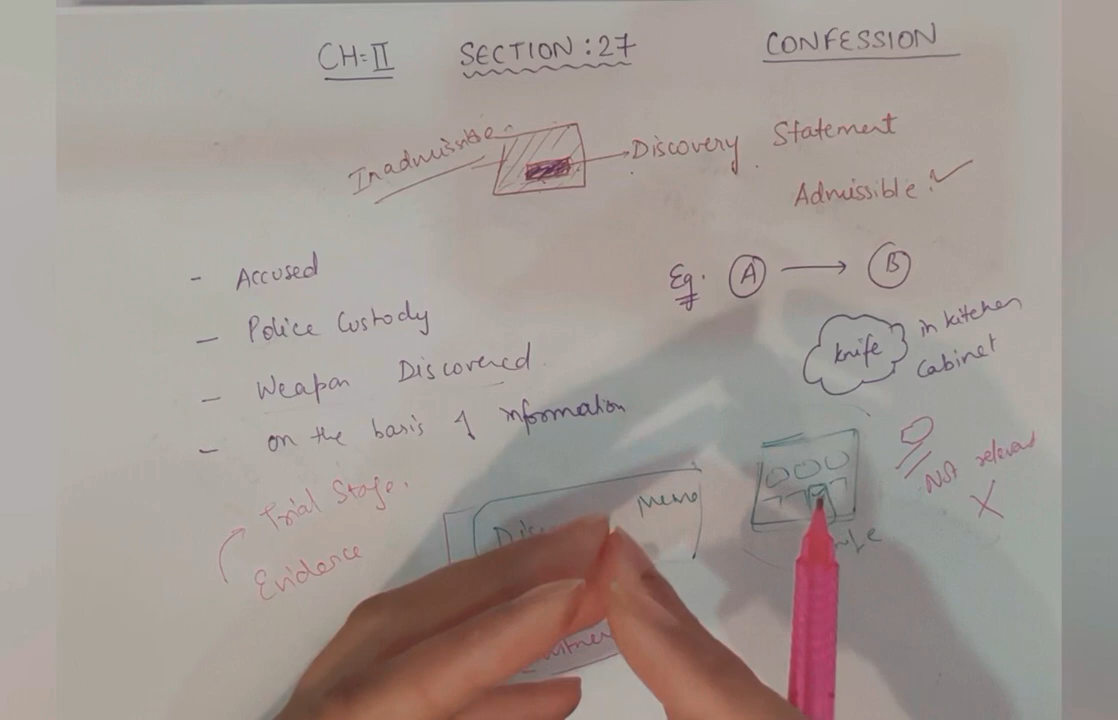 CH=II SECTION:27 CONFESSION
Inadmissible Discovery Statement
Admissible
- Accused
- Police Custody
- Weapon Discovered
- on the basis of information
Eg. A → B
knife in kitchen
cabinet
Not relevant
Trial Stage.
Evidence
Memo